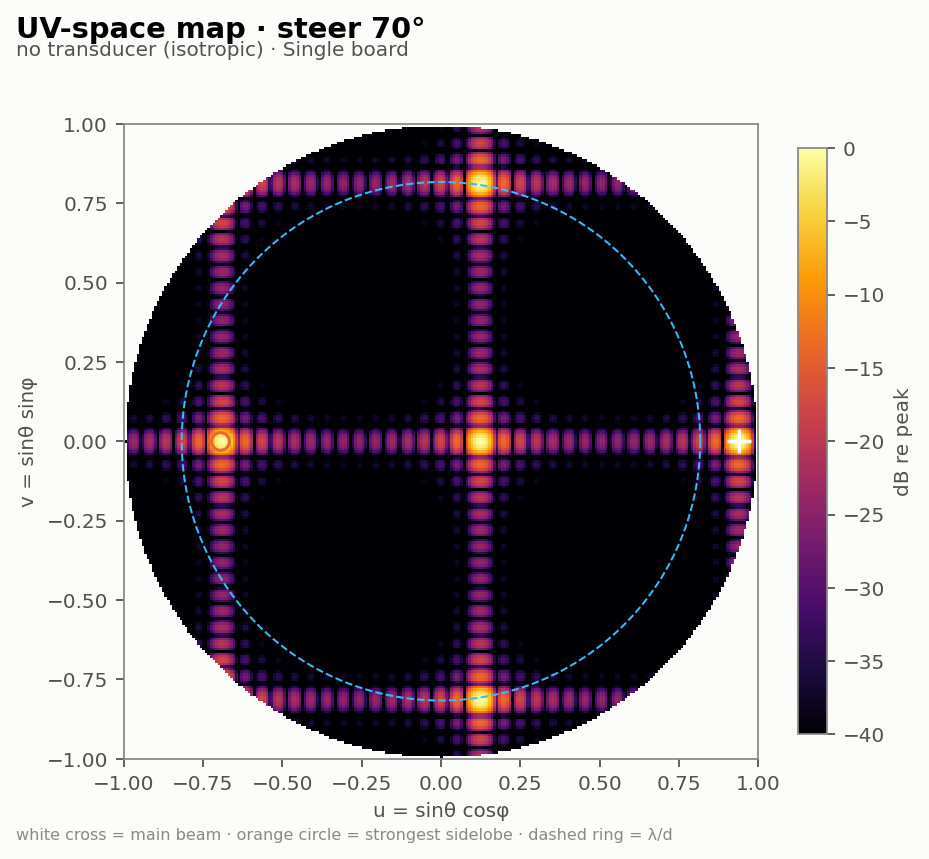 UV-space map · steer 70°
no transducer (isotropic) · Single board
1.00
0.75
0.50
0.25
0.00
−0.25
−0.50
−0.75
−1.00
v = sinθ sinφ
−1.00 −0.75 −0.50 −0.25 0.00 0.25 0.50 0.75 1.00
u = sinθ cosφ
0
−5
−10
−15
−20
−25
−30
−35
−40
dB re peak
white cross = main beam · orange circle = strongest sidelobe · dashed ring = λ/d